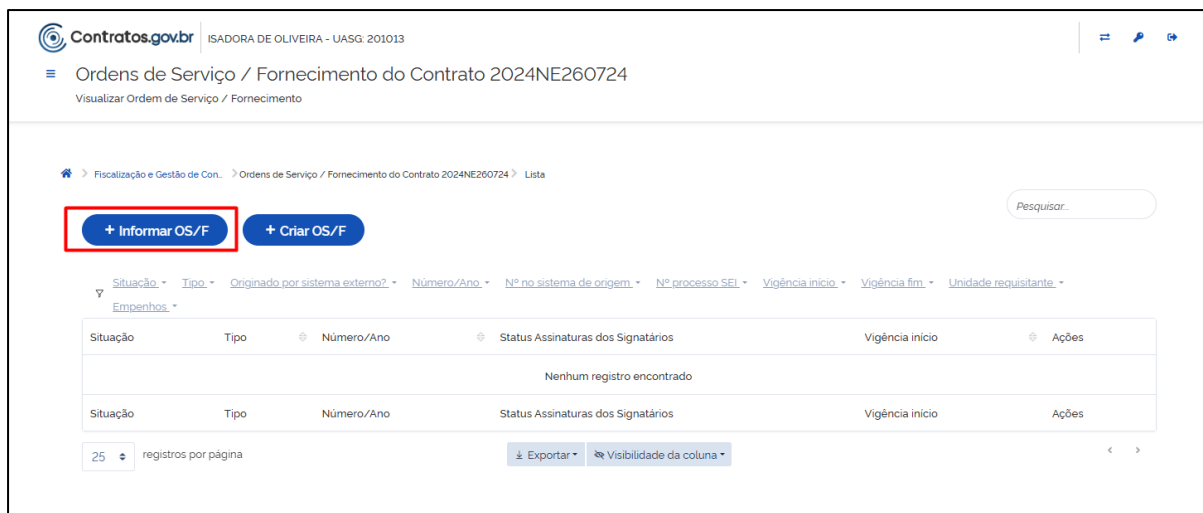 Contratos.gov.br ISADORA DE OLIVEIRA - UASG: 201013
Ordens de Serviço / Fornecimento do Contrato 2024NE260724
Visualizar Ordem de Serviço / Fornecimento
> Fiscalização e Gestão de Con... > Ordens de Serviço / Fornecimento do Contrato 2024NE260724 > Lista
Pesquisar...
+ Informar OS/F + Criar OS/F
Situação Tipo Originado por sistema externo? Número/Ano Nº no sistema de origem Nº processo SEI Vigência início Vigência fim Unidade requisitante
Empenhos
Situação Tipo Número/Ano Status Assinaturas dos Signatários Vigência início Ações
Nenhum registro encontrado
Situação Tipo Número/Ano Status Assinaturas dos Signatários Vigência início Ações
25 registros por página Exportar Visibilidade da coluna < >